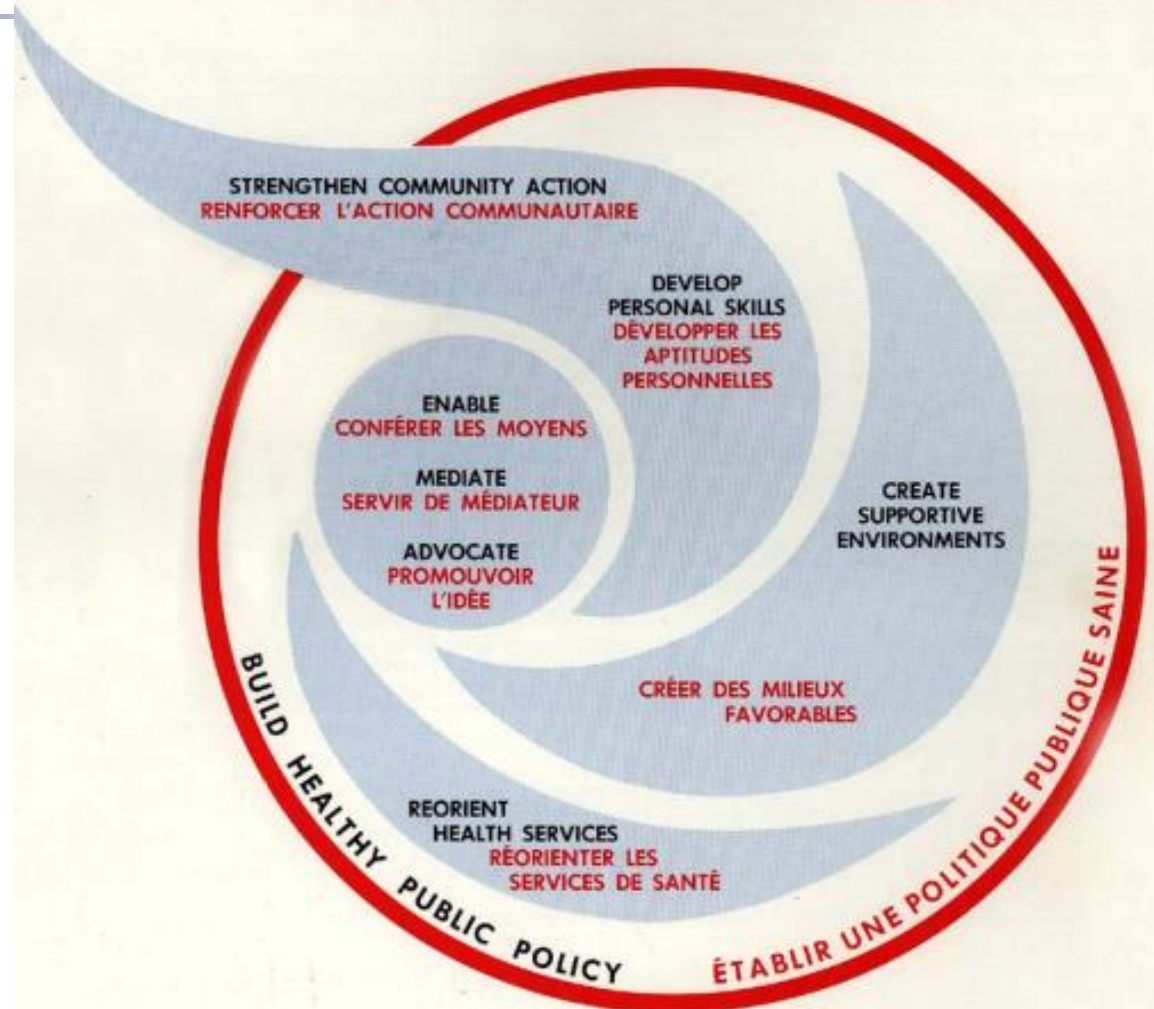 STRENGTHEN COMMUNITY ACTION
RENFORCER L'ACTION COMMUNAUTAIRE
DEVELOP
PERSONAL SKILLS
DÉVELOPPER LES
APTITUDES
PERSONNELLES
ENABLE
CONFÉRER LES MOYENS
MEDIATE
SERVIR DE MÉDIATEUR
ADVOCATE
PROMOUVOIR
L'IDÉE
CREATE
SUPPORTIVE
ENVIRONMENTS
CRÉER DES MILIEUX
FAVORABLES
REORIENT
HEALTH SERVICES
RÉORIENTER LES
SERVICES DE SANTÉ
BUILD HEALTHY PUBLIC POLICY
ÉTABLIR UNE POLITIQUE PUBLIQUE SAINE